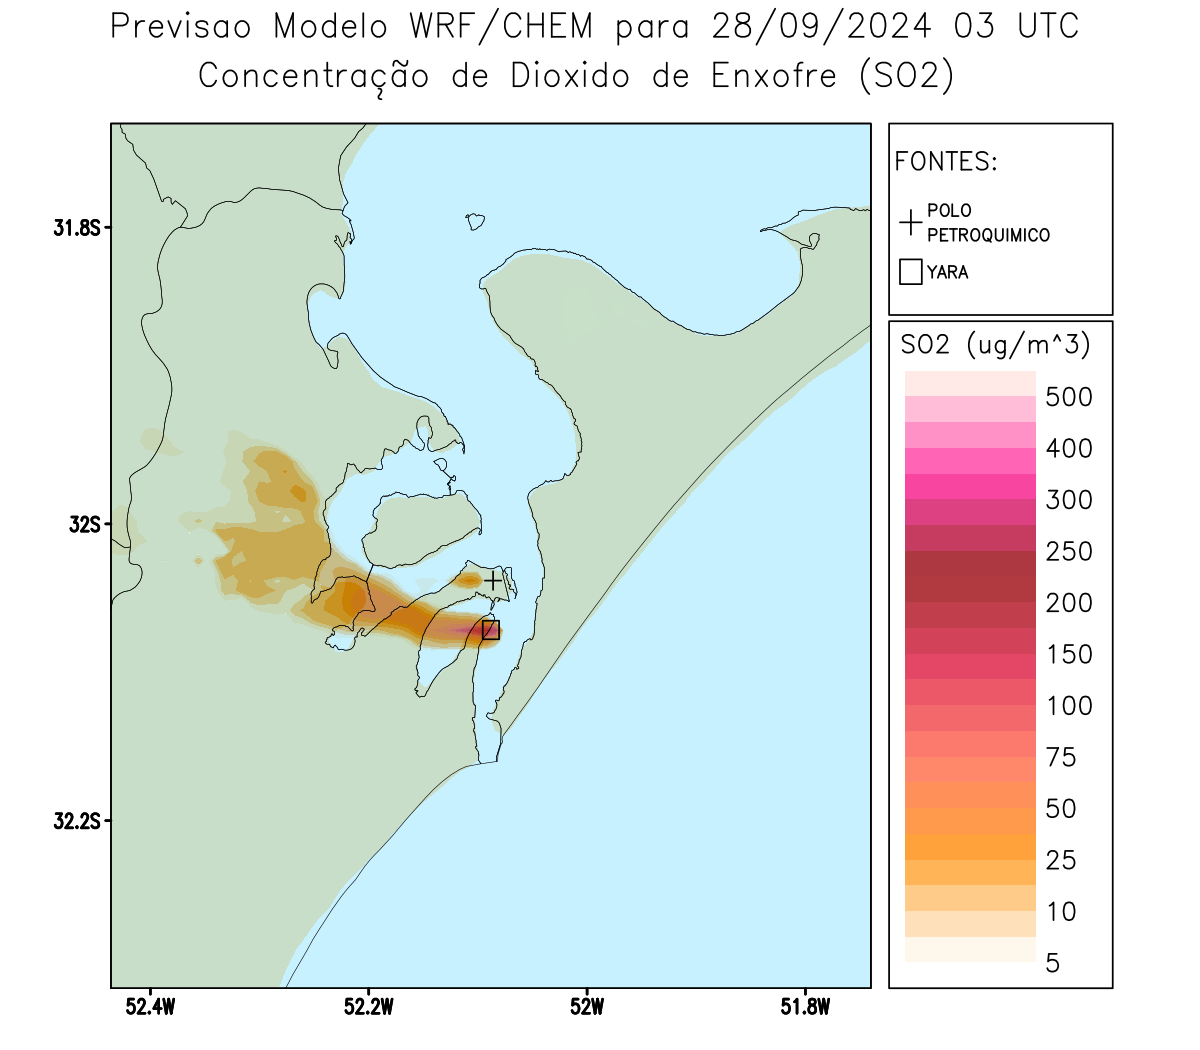 Previsao Modelo WRF/CHEM para 28/09/2024 03 UTC
Concentração de Dioxido de Enxofre (SO2)
FONTES:
POLO
PETROQUIMICO
YARA
SO2 (ug/m^3)
500
400
300
250
200
150
100
75
50
25
10
5
31.8S
32S
32.2S
52.4W
52.2W
52W
51.8W